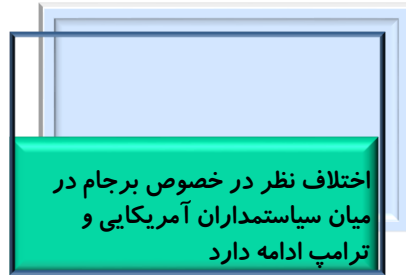 اختلاف نظر در خصوص برجام در
میان سیاستمداران آمریکایی و
ترامپ ادامه دارد